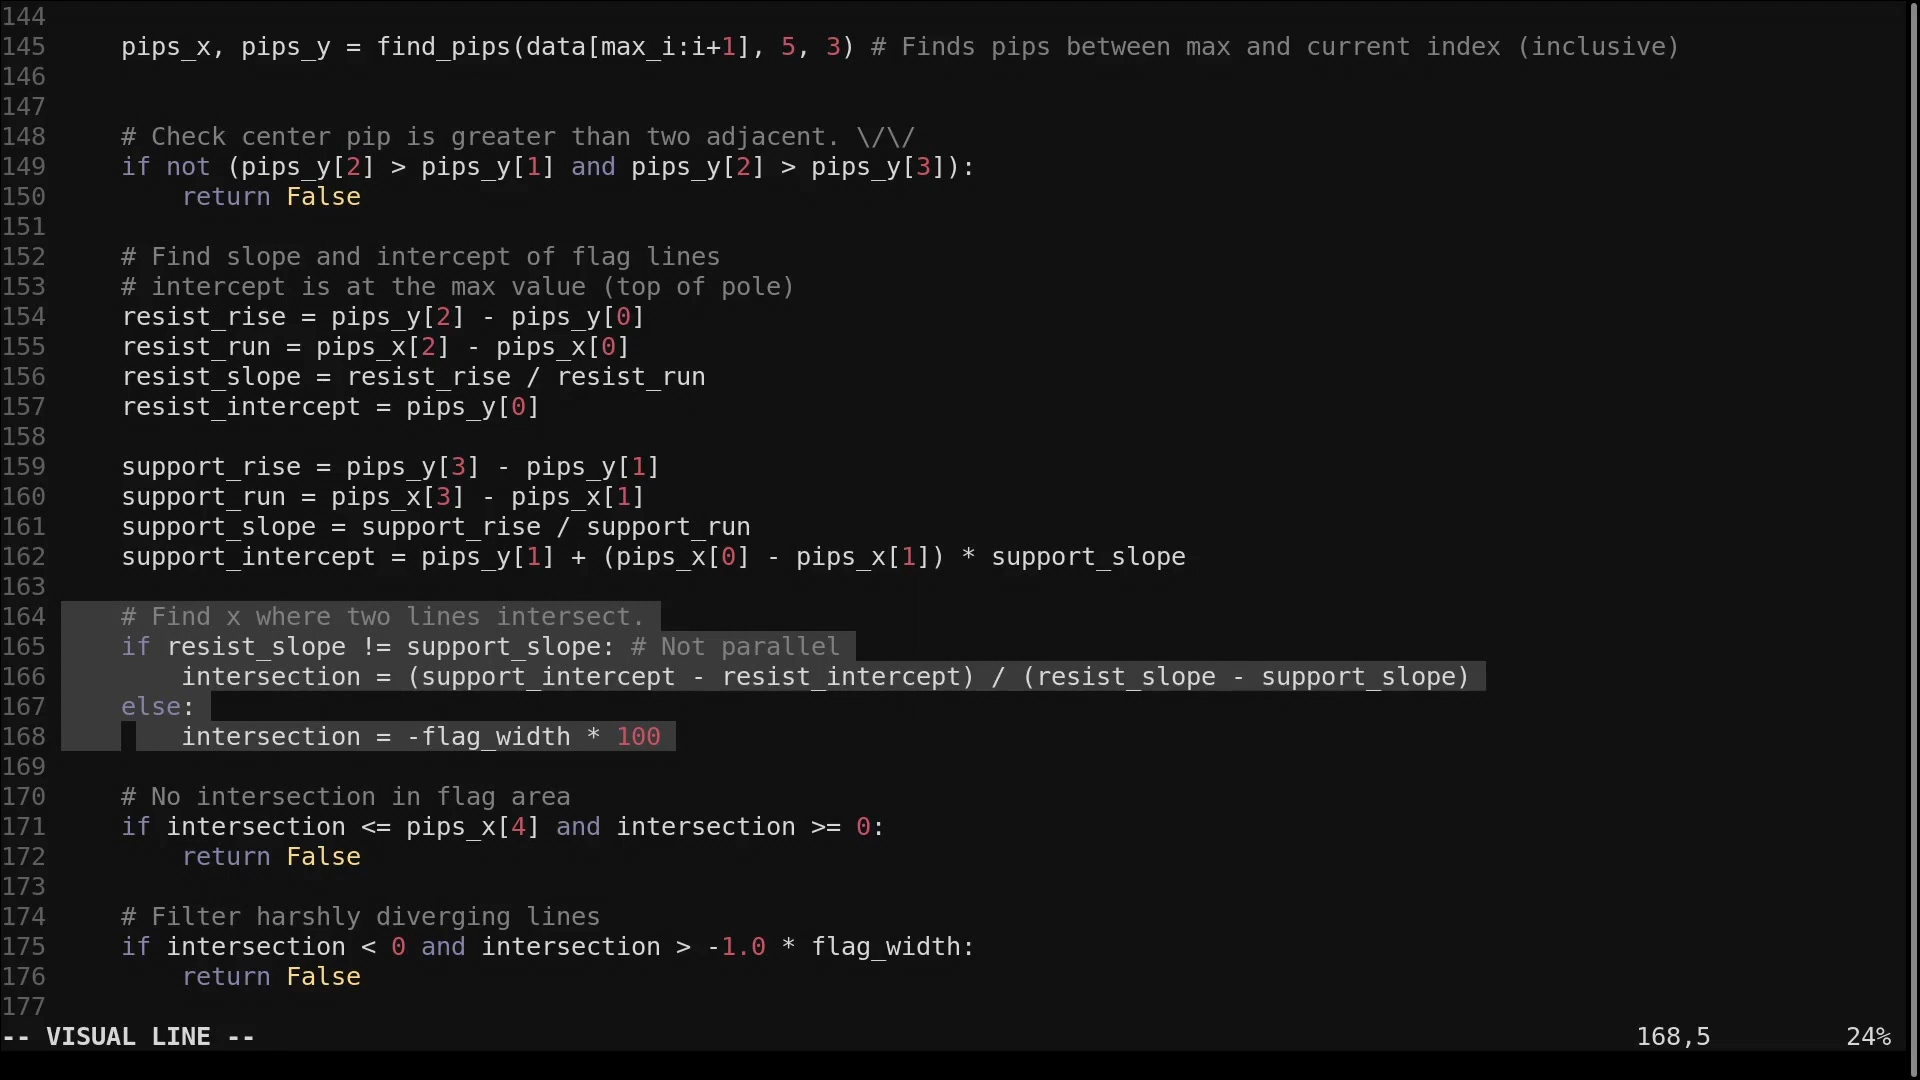 144
145     pips_x, pips_y = find_pips(data[max_i:i+1], 5, 3) # Finds pips between max and current index (inclusive)
146
147
148     # Check center pip is greater than two adjacent. \/\/
149     if not (pips_y[2] > pips_y[1] and pips_y[2] > pips_y[3]):
150         return False
151
152     # Find slope and intercept of flag lines
153     # intercept is at the max value (top of pole)
154     resist_rise = pips_y[2] - pips_y[0]
155     resist_run = pips_x[2] - pips_x[0]
156     resist_slope = resist_rise / resist_run
157     resist_intercept = pips_y[0]
158
159     support_rise = pips_y[3] - pips_y[1]
160     support_run = pips_x[3] - pips_x[1]
161     support_slope = support_rise / support_run
162     support_intercept = pips_y[1] + (pips_x[0] - pips_x[1]) * support_slope
163
164     # Find x where two lines intersect.
165     if resist_slope != support_slope: # Not parallel
166         intersection = (support_intercept - resist_intercept) / (resist_slope - support_slope)
167     else:
168         intersection = -flag_width * 100
169
170     # No intersection in flag area
171     if intersection <= pips_x[4] and intersection >= 0:
172         return False
173
174     # Filter harshly diverging lines
175     if intersection < 0 and intersection > -1.0 * flag_width:
176         return False
177
-- VISUAL LINE -- 168,5 24%